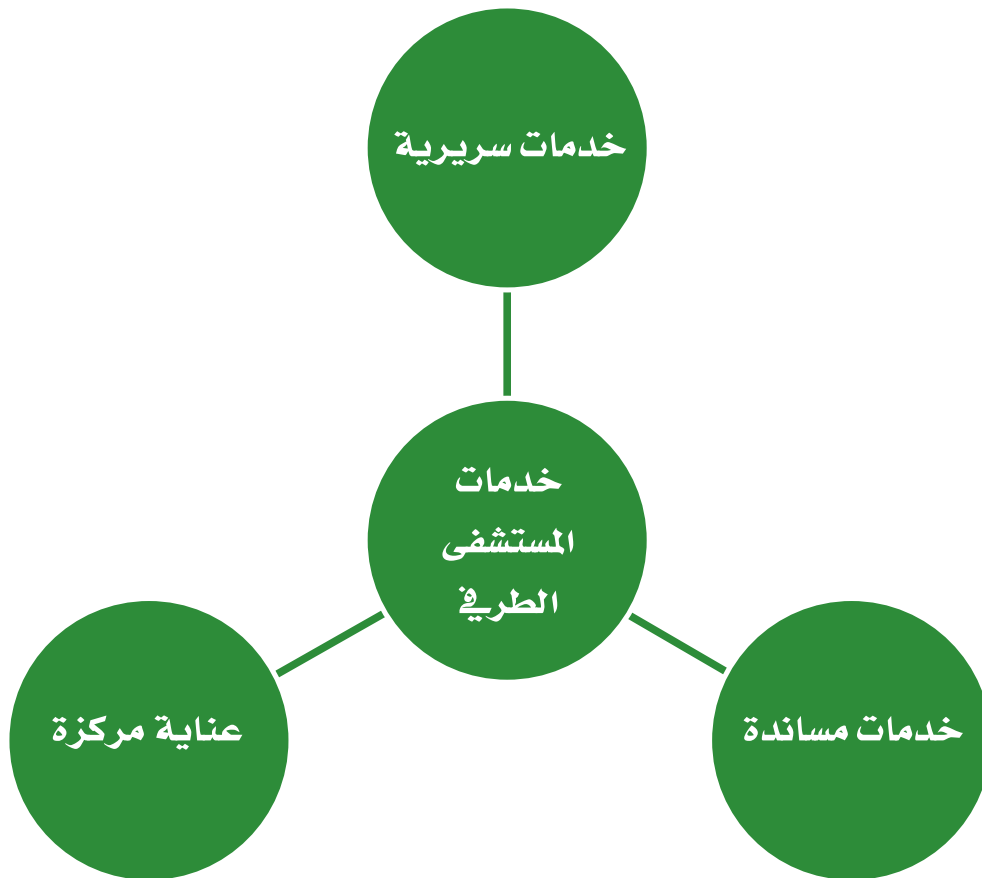 خدمات سريرية
خدمات
المستشفى
الطرفي
خدمات مساندة
عناية مركزة